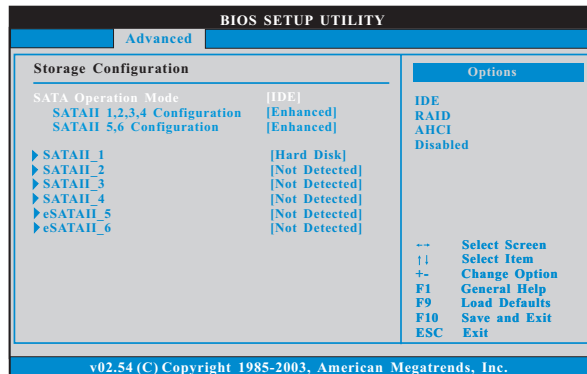 BIOS SETUP UTILITY
Advanced
Storage Configuration
SATA Operation Mode [IDE]
SATAII 1,2,3,4 Configuration [Enhanced]
SATAII 5,6 Configuration [Enhanced]
SATAII_1 [Hard Disk]
SATAII_2 [Not Detected]
SATAII_3 [Not Detected]
SATAII_4 [Not Detected]
eSATAII_5 [Not Detected]
eSATAII_6 [Not Detected]
Options
IDE
RAID
AHCI
Disabled
←→ Select Screen
↑↓ Select Item
+- Change Option
F1 General Help
F9 Load Defaults
F10 Save and Exit
ESC Exit
v02.54 (C) Copyright 1985-2003, American Megatrends, Inc.